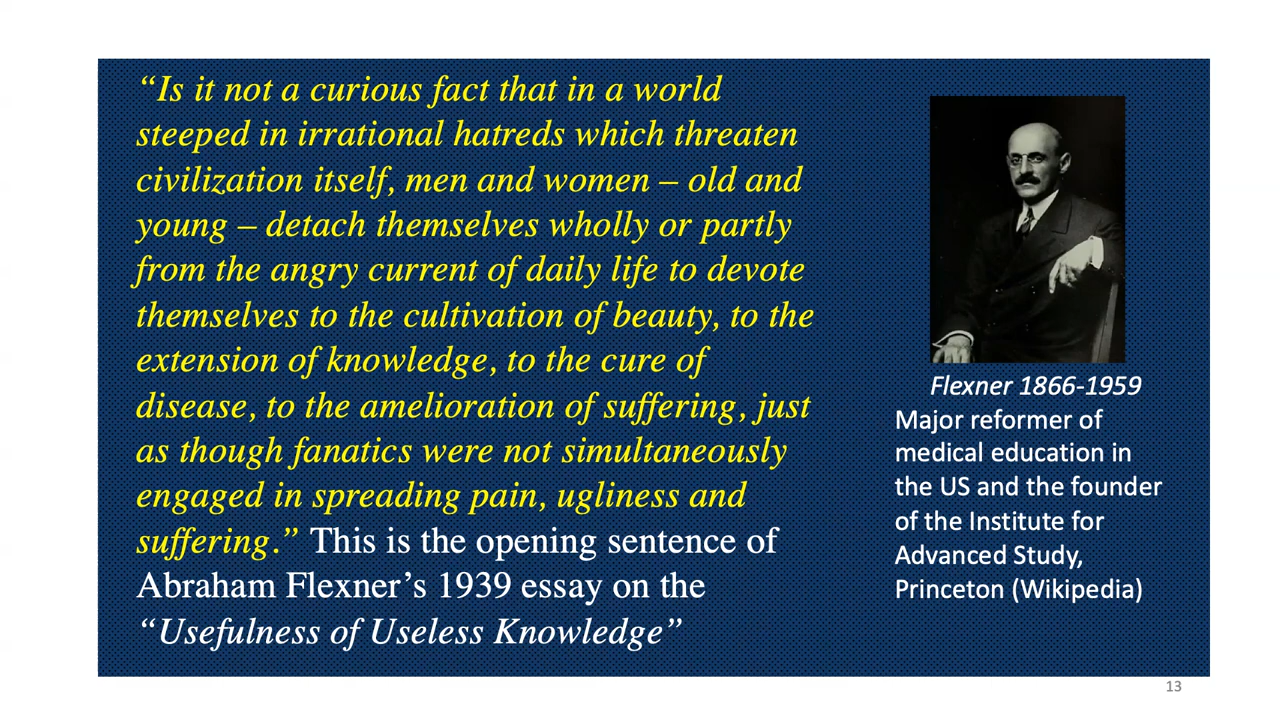 “Is it not a curious fact that in a world
steeped in irrational hatreds which threaten
civilization itself, men and women – old and
young – detach themselves wholly or partly
from the angry current of daily life to devote
themselves to the cultivation of beauty, to the
extension of knowledge, to the cure of
disease, to the amelioration of suffering, just
as though fanatics were not simultaneously
engaged in spreading pain, ugliness and
suffering.” This is the opening sentence of
Abraham Flexner’s 1939 essay on the
“Usefulness of Useless Knowledge”
Flexner 1866-1959
Major reformer of
medical education in
the US and the founder
of the Institute for
Advanced Study,
Princeton (Wikipedia)
13